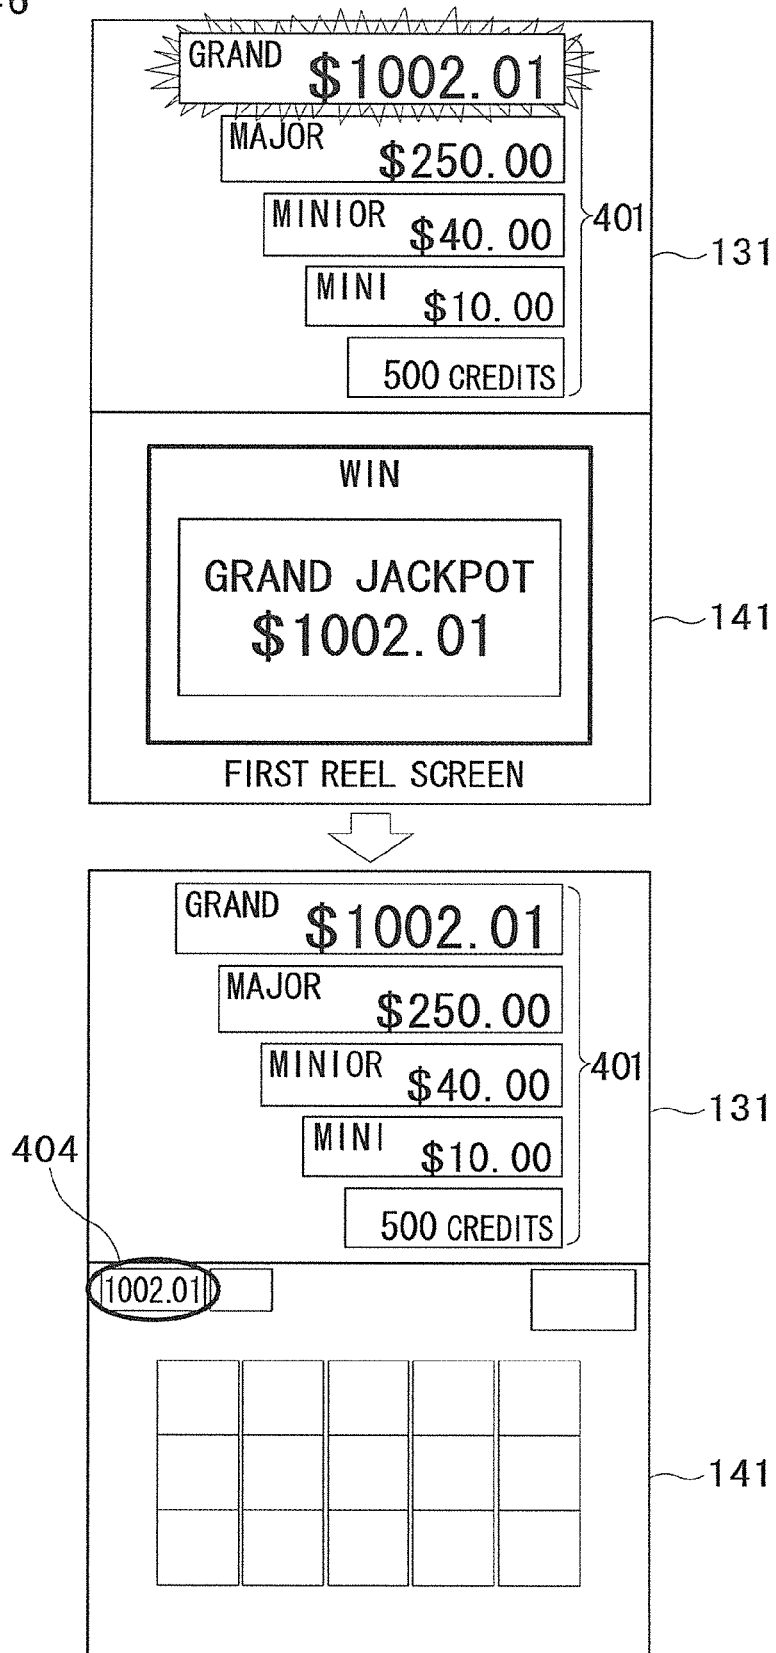 GRAND
$1002.01
MAJOR
$250.00
MINIOR
$40.00
401
131
MINI
$10.00
500 CREDITS
WIN
GRAND JACKPOT
$1002.01
141
FIRST REEL SCREEN
GRAND
$1002.01
MAJOR
$250.00
MINIOR
$40.00
401
131
MINI
$10.00
404
500 CREDITS
1002.01
141